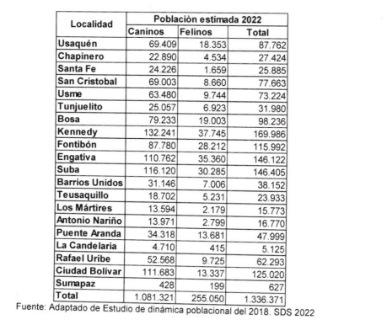 Localidad Población estimada 2022
Caninos Felinos Total
Usaquén 69.409 18.353 87.762
Chapinero 22.890 4.534 27.424
Santa Fe 24.226 1.659 25.885
San Cristobal 69.003 8.660 77.663
Usme 63.480 9.744 73.224
Tunjuelito 25.057 6.923 31.980
Bosa 79.233 19.003 98.236
Kennedy 132.241 37.745 169.986
Fontibón 87.780 28.212 115.992
Engativa 110.762 35.360 146.122
Suba 116.120 30.285 146.405
Barrios Unidos 31.146 7.006 38.152
Teusaquillo 18.702 5.231 23.933
Los Mártires 13.594 2.179 15.773
Antonio Nariño 13.971 2.799 16.770
Puente Aranda 34.318 13.681 47.999
La Candelaria 4.710 415 5.125
Rafael Uribe 52.568 9.725 62.293
Ciudad Bolívar 111.683 13.337 125.020
Sumapaz 428 199 627
Total 1.081.321 255.050 1.336.371
Fuente: Adaptado de Estudio de dinámica poblacional del 2018. SDS 2022